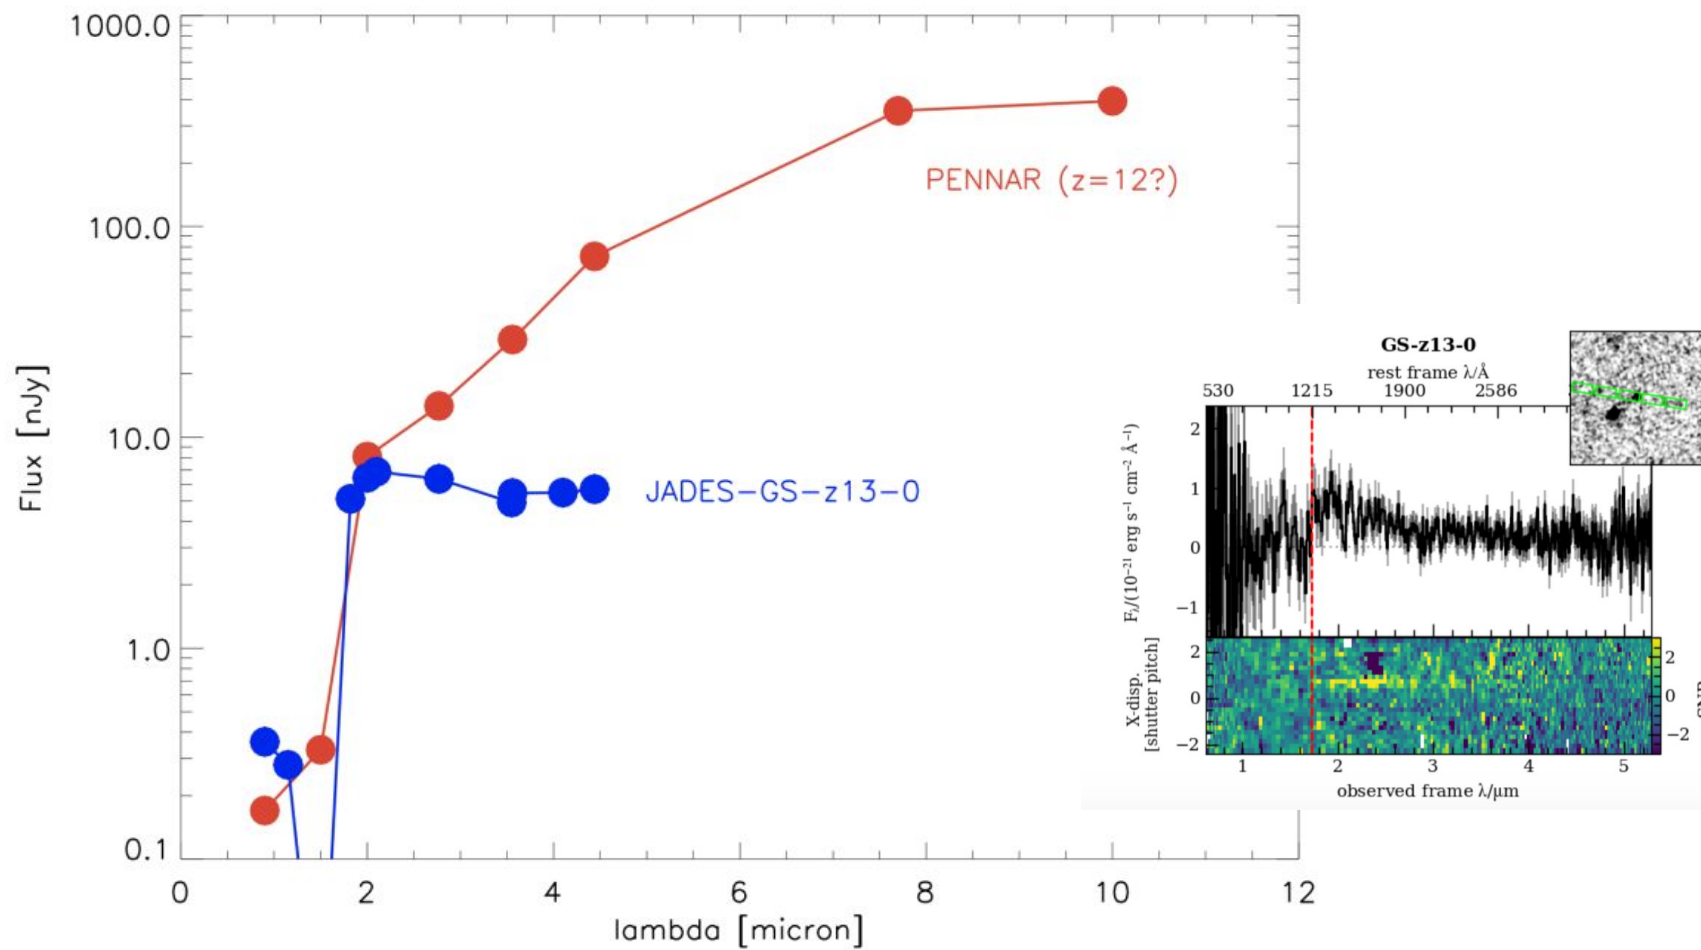 1000.0
100.0
10.0
1.0
0.1
Flux [nJy]
0 2 4 6 8 10 12
lambda [micron]
PENNAR (z=12?)
JADES-GS-z13-0
GS-z13-0
rest frame λ/Å
530 1215 1900 2586
2
1
0
−1
Fλ/(10⁻²¹ erg s⁻¹ cm⁻² Å⁻¹)
2
0
−2
X-disp.
[shutter pitch]
2
0
−2
1 2 3 4 5
observed frame λ/μm